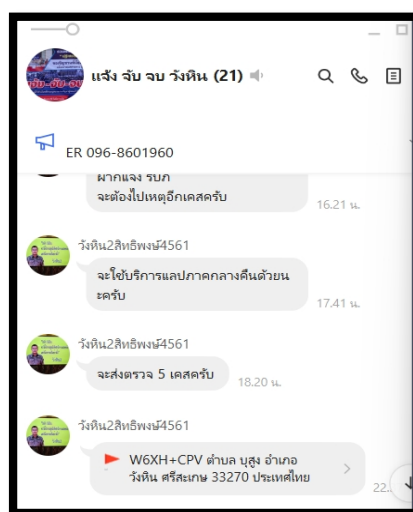 แจ้ง จับ จบ วังหิน (21)
ER 096-8601960
ฝากแจ้ง รปภ
จะต้องไปเหตุอีกเคสครับ
16.21 น.
วังหิน2สิทธิพงษ์4561
จะใช้บริการแลปภาคกลางคืนด้วยน
ะครับ
17.41 น.
วังหิน2สิทธิพงษ์4561
จะส่งตรวจ 5 เคสครับ
18.20 น.
วังหิน2สิทธิพงษ์4561
W6XH+CPV ตำบล บุสูง อำเภอ
วังหิน ศรีสะเกษ 33270 ประเทศไทย
22.